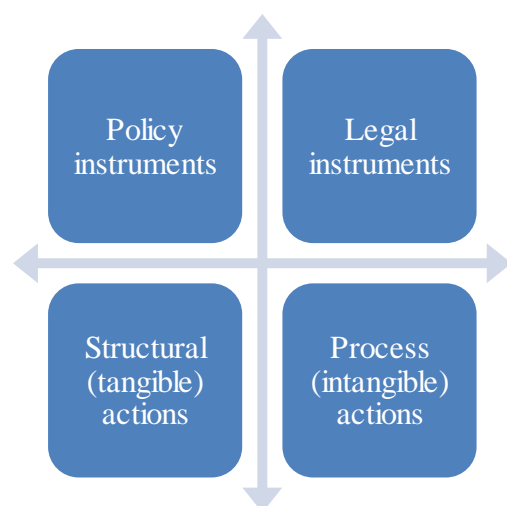 Policy
instruments
Legal
instruments
Structural
(tangible)
actions
Process
(intangible)
actions